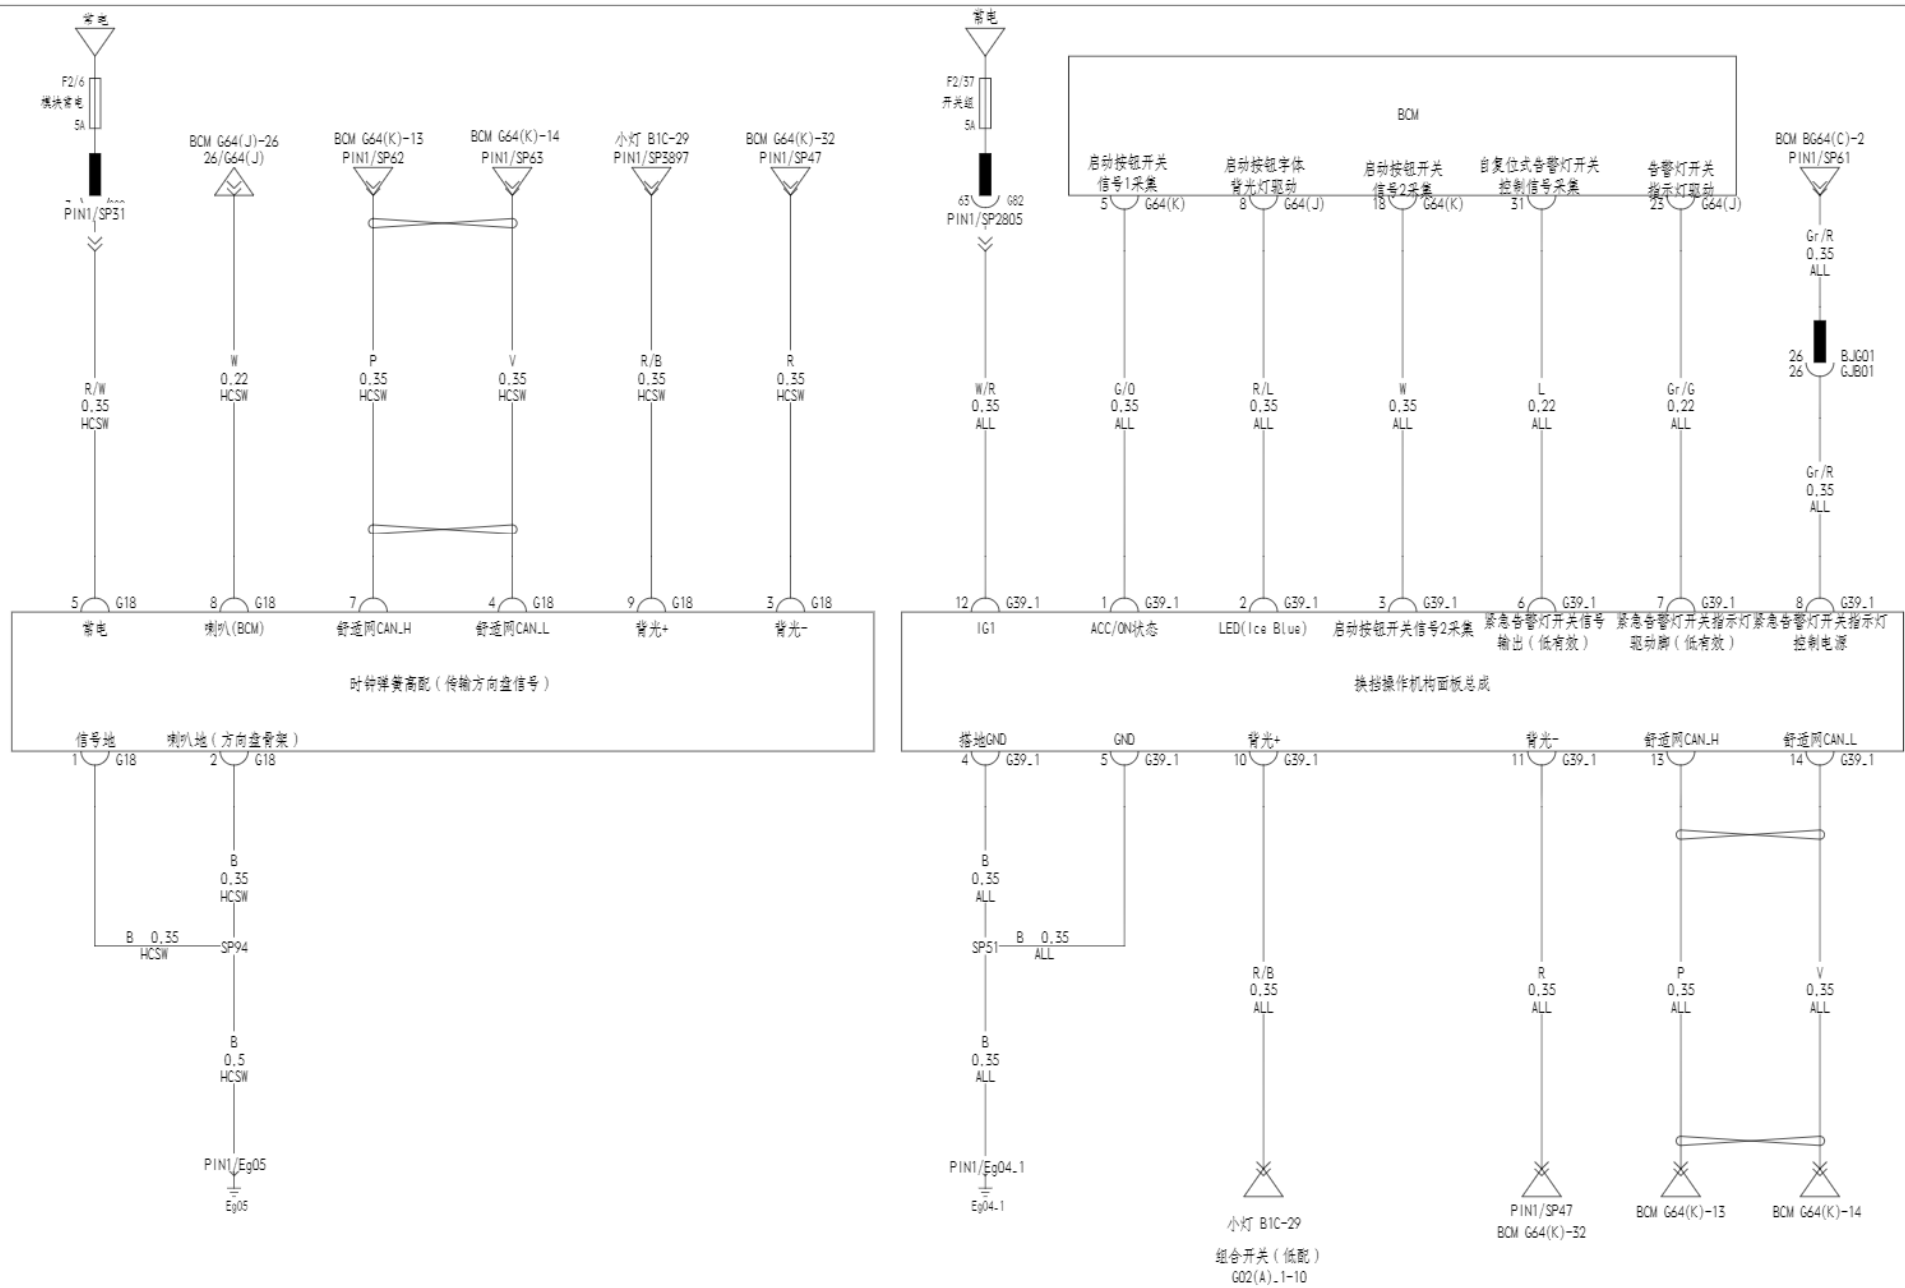 常电
F2/6
模块常电
5A
PIN1/SP31
BCM G64(J)-26
26/G64(J)
BCM G64(K)-13
PIN1/SP62
BCM G64(K)-14
PIN1/SP63
小灯 B1C-29
PIN1/SP3897
BCM G64(K)-32
PIN1/SP47
R/W
0.35
HCSW
W
0.22
HCSW
P
0.35
HCSW
V
0.35
HCSW
R/B
0.35
HCSW
R
0.35
HCSW
5 G18
8 G18
7
4 G18
9 G18
3 G18
常电
喇叭(BCM)
舒适网CAN_H
舒适网CAN_L
背光+
背光-
时钟弹簧高配(传输方向盘信号)
信号地
喇叭地(方向盘骨架)
1 G18
2 G18
B
0.35
HCSW
B 0.35
HCSW
SP94
B
0.5
HCSW
PIN1/Eg05
Eg05
常电
F2/37
开关组
5A
63 G82
PIN1/SP2805
BCM
启动按钮开关
信号1采集
启动按钮字体
背光灯驱动
启动按钮开关
信号2采集
自复位式告警灯开关
控制信号采集
告警灯开关
指示灯驱动
5 G64(K)
8 G64(J)
18 G64(K)
31
23 G64(J)
BCM BG64(C)-2
PIN1/SP61
Gr/R
0.35
ALL
26 BJG01
26 GJB01
W/R
0.35
ALL
G/O
0.35
ALL
R/L
0.35
ALL
W
0.35
ALL
L
0.22
ALL
Gr/G
0.22
ALL
Gr/R
0.35
ALL
12 G39_1
1 G39_1
2 G39_1
3 G39_1
6 G39_1
7 G39_1
8 G39_1
IG1
ACC/ON状态
LED(Ice Blue)
启动按钮开关信号2采集
紧急告警灯开关信号
输出(低有效)
紧急告警灯开关指示灯
驱动脚(低有效)
紧急告警灯开关指示灯
控制电源
换挡操作机构面板总成
搭地GND
GND
背光+
背光-
舒适网CAN_H
舒适网CAN_L
4 G39_1
5 G39_1
10 G39_1
11 G39_1
13 G39_1
14 G39_1
B
0.35
ALL
SP51
B 0.35
ALL
R/B
0.35
ALL
R
0.35
ALL
P
0.35
ALL
V
0.35
ALL
B
0.35
ALL
PIN1/Eg04_1
Eg04_1
小灯 B1C-29
组合开关(低配)
G02(A)_1-10
PIN1/SP47
BCM G64(K)-32
BCM G64(K)-13
BCM G64(K)-14